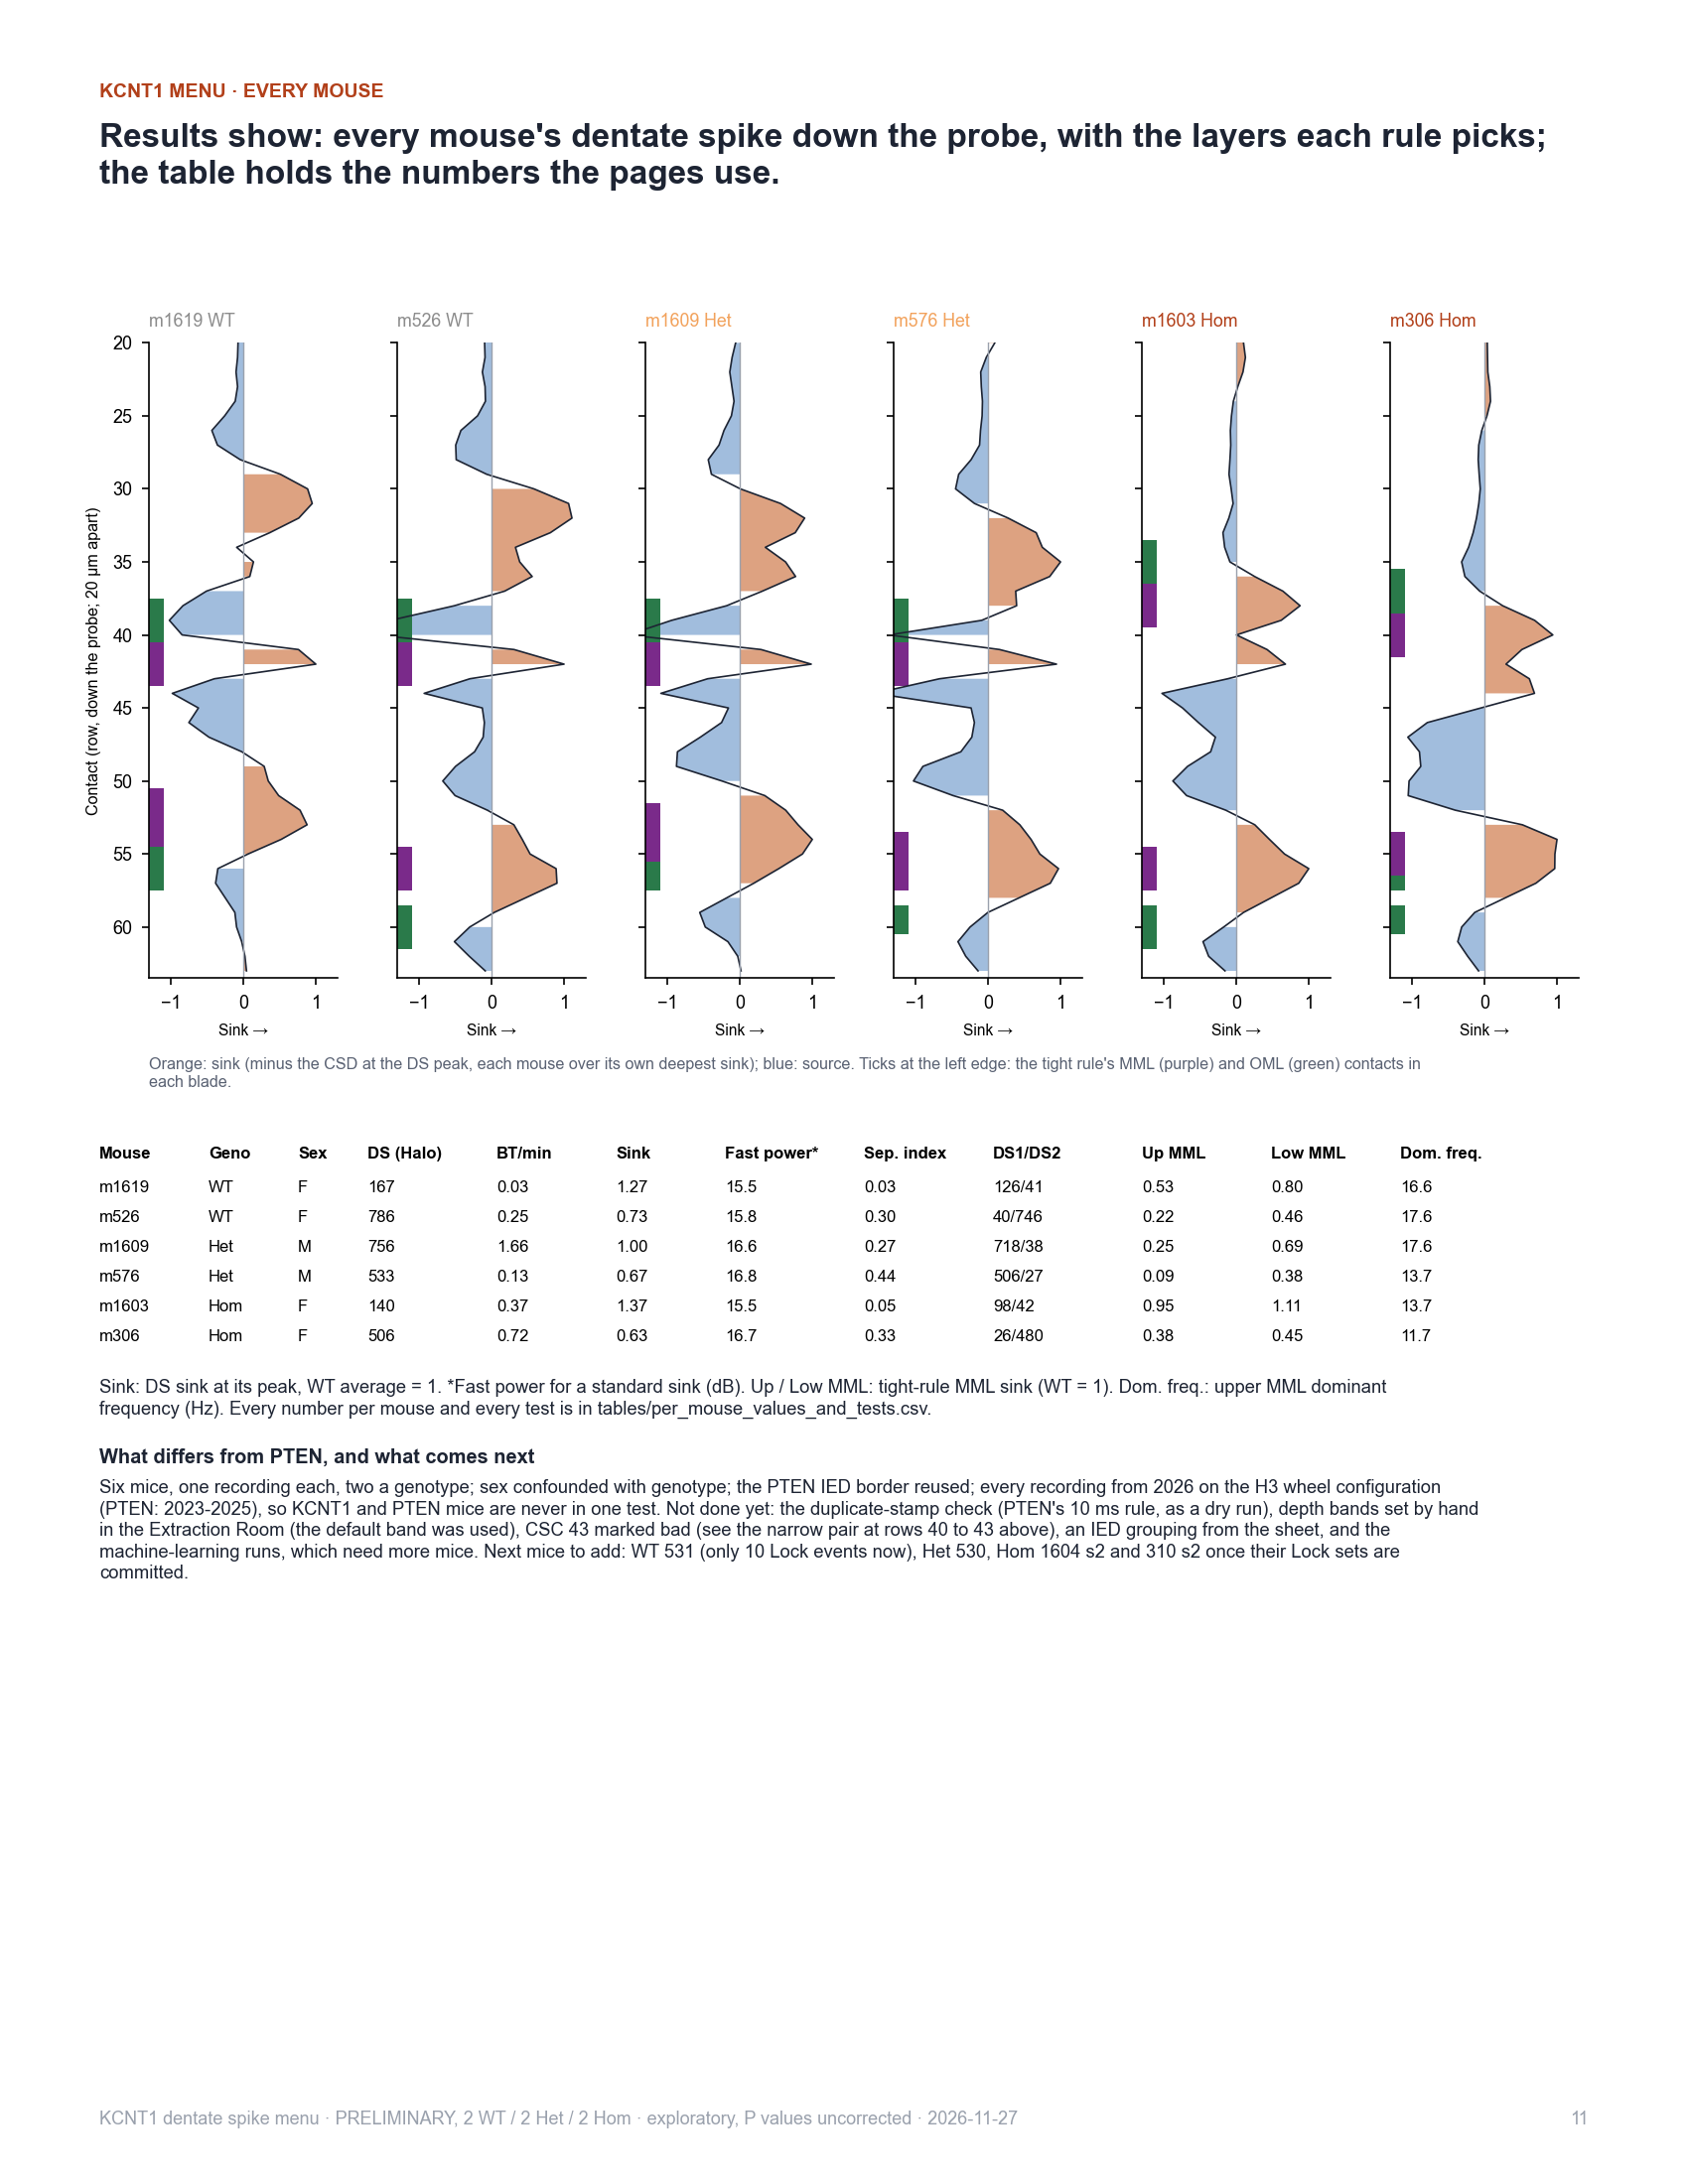 KCNT1 MENU · EVERY MOUSE
Results show: every mouse's dentate spike down the probe, with the layers each rule picks;
the table holds the numbers the pages use.
m1619 WT
m526 WT
m1609 Het
m576 Het
m1603 Hom
m306 Hom
Contact (row, down the probe; 20 µm apart)
20
25
30
35
40
45
50
55
60
−1 0 1
−1 0 1
−1 0 1
−1 0 1
−1 0 1
−1 0 1
Sink →
Sink →
Sink →
Sink →
Sink →
Sink →
Orange: sink (minus the CSD at the DS peak, each mouse over its own deepest sink); blue: source. Ticks at the left edge: the tight rule's MML (purple) and OML (green) contacts in
each blade.
Mouse Geno Sex DS (Halo) BT/min Sink Fast power* Sep. index DS1/DS2 Up MML Low MML Dom. freq.
m1619 WT F 167 0.03 1.27 15.5 0.03 126/41 0.53 0.80 16.6
m526 WT F 786 0.25 0.73 15.8 0.30 40/746 0.22 0.46 17.6
m1609 Het M 756 1.66 1.00 16.6 0.27 718/38 0.25 0.69 17.6
m576 Het M 533 0.13 0.67 16.8 0.44 506/27 0.09 0.38 13.7
m1603 Hom F 140 0.37 1.37 15.5 0.05 98/42 0.95 1.11 13.7
m306 Hom F 506 0.72 0.63 16.7 0.33 26/480 0.38 0.45 11.7
Sink: DS sink at its peak, WT average = 1. *Fast power for a standard sink (dB). Up / Low MML: tight-rule MML sink (WT = 1). Dom. freq.: upper MML dominant
frequency (Hz). Every number per mouse and every test is in tables/per_mouse_values_and_tests.csv.
What differs from PTEN, and what comes next
Six mice, one recording each, two a genotype; sex confounded with genotype; the PTEN IED border reused; every recording from 2026 on the H3 wheel configuration
(PTEN: 2023-2025), so KCNT1 and PTEN mice are never in one test. Not done yet: the duplicate-stamp check (PTEN's 10 ms rule, as a dry run), depth bands set by hand
in the Extraction Room (the default band was used), CSC 43 marked bad (see the narrow pair at rows 40 to 43 above), an IED grouping from the sheet, and the
machine-learning runs, which need more mice. Next mice to add: WT 531 (only 10 Lock events now), Het 530, Hom 1604 s2 and 310 s2 once their Lock sets are
committed.
KCNT1 dentate spike menu · PRELIMINARY, 2 WT / 2 Het / 2 Hom · exploratory, P values uncorrected · 2026-11-27
11